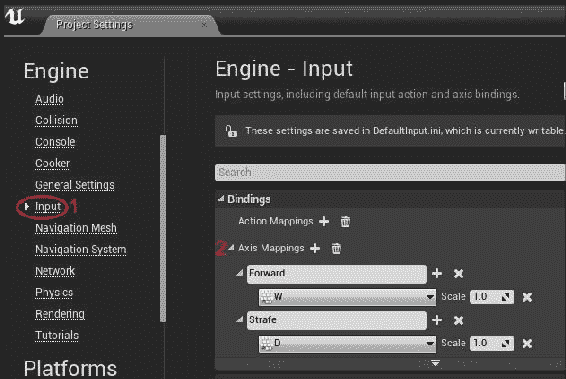 Project Settings
Engine
Audio
Collision
Console
Cooker
General Settings
Input 1
Navigation Mesh
Navigation System
Network
Physics
Rendering
Tutorials
Platforms
Engine - Input
Input settings, including default input action and axis bindings.
These settings are saved in DefaultInput.ini, which is currently writable.
Search
Bindings
Action Mappings
2 Axis Mappings
Forward
W Scale 1.0
Strafe
D Scale 1.0